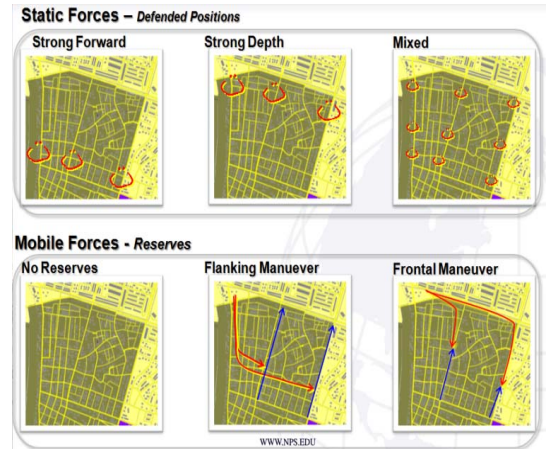 Static Forces – Defended Positions
Strong Forward
Strong Depth
Mixed
Mobile Forces - Reserves
No Reserves
Flanking Manuever
Frontal Maneuver
WWW.NPS.EDU